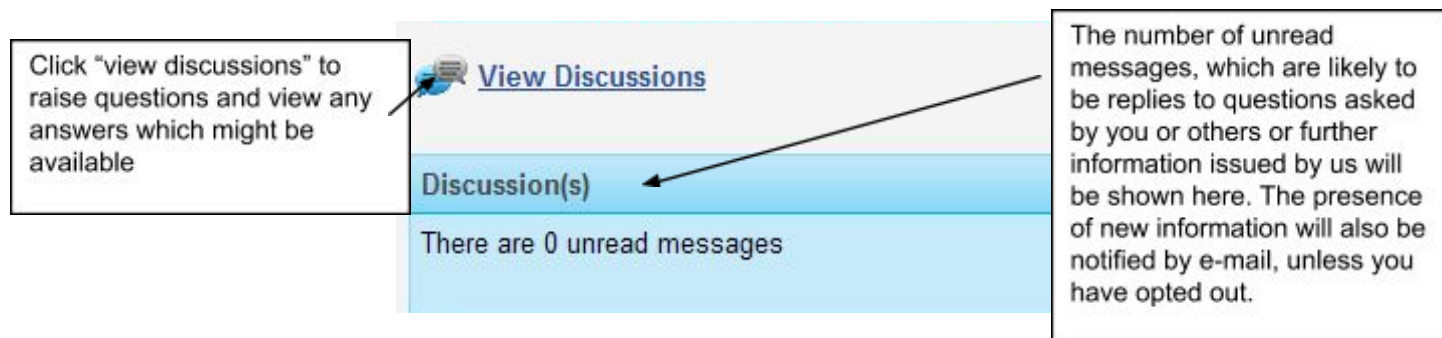 Click “view discussions” to
raise questions and view any
answers which might be
available
View Discussions
Discussion(s)
There are 0 unread messages
The number of unread
messages, which are likely to
be replies to questions asked
by you or others or further
information issued by us will
be shown here. The presence
of new information will also be
notified by e-mail, unless you
have opted out.